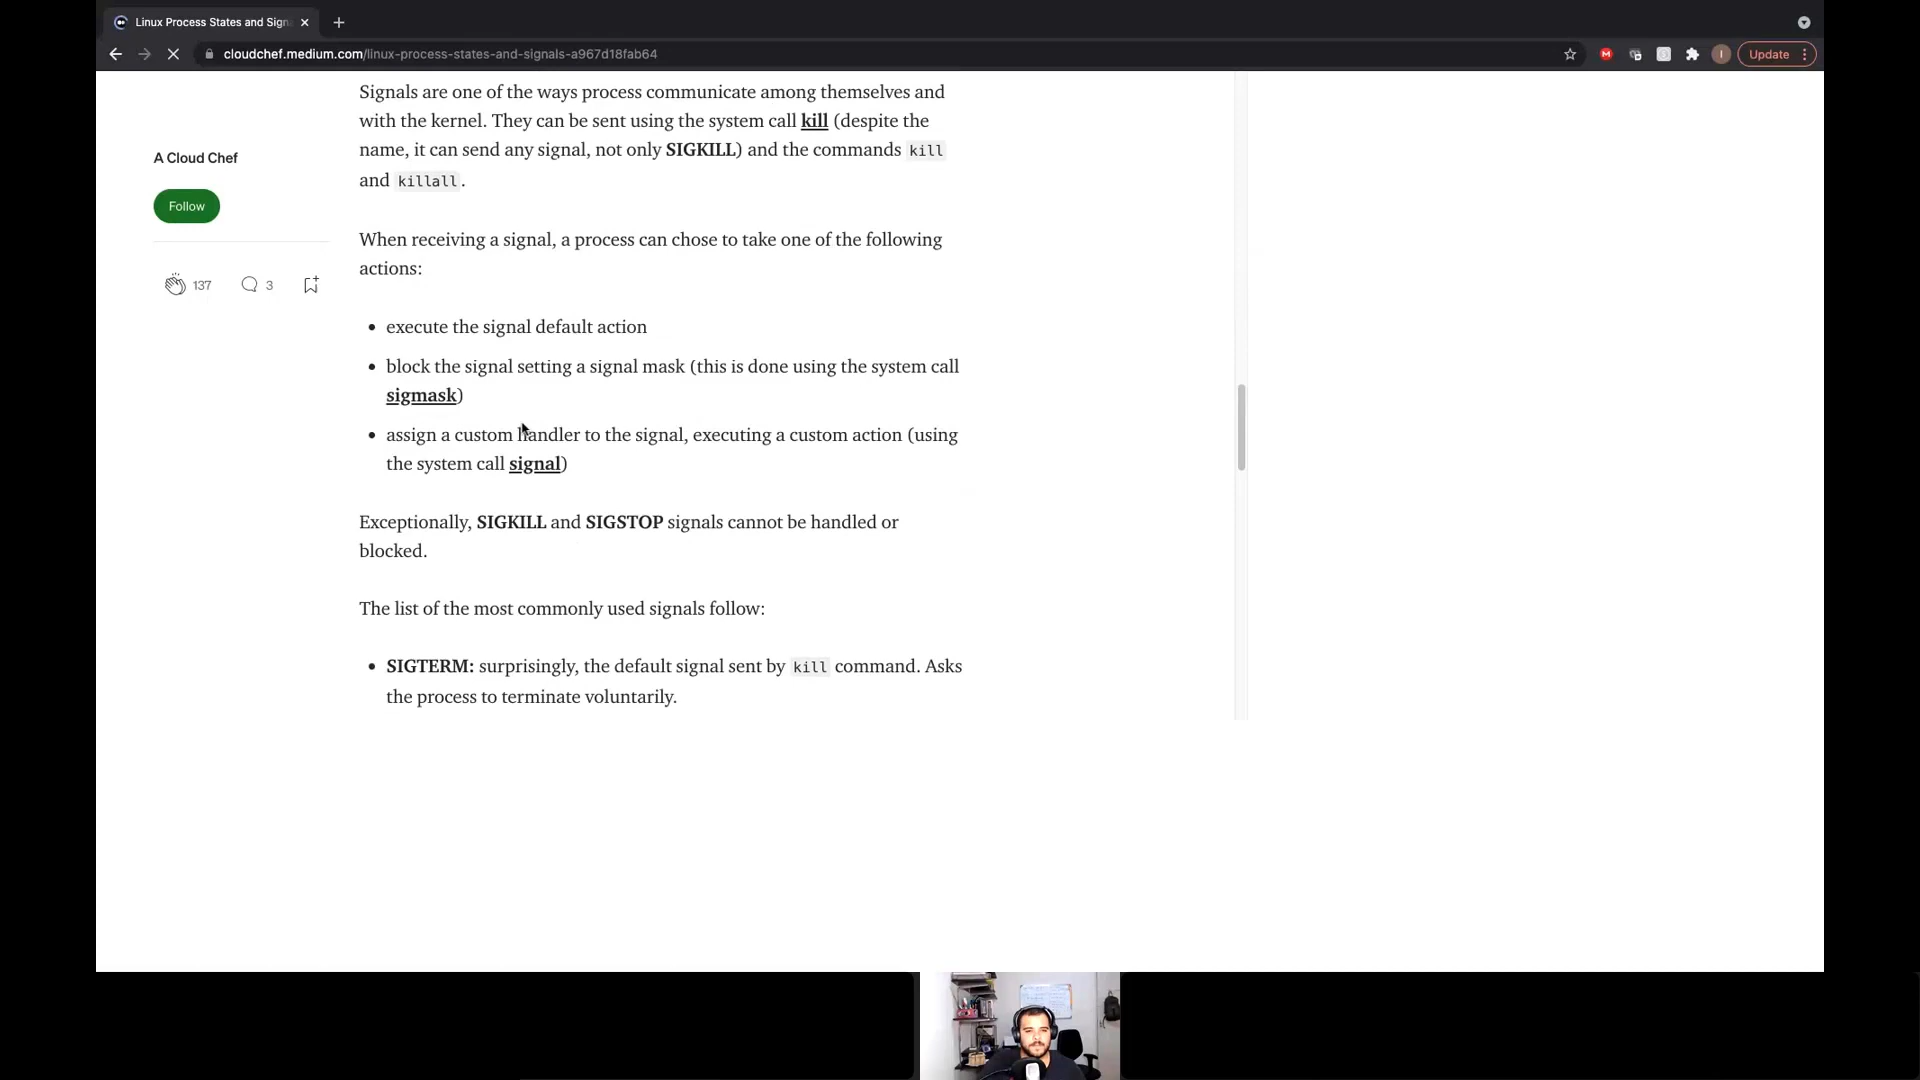 Linux Process States and Sign
cloudchef.medium.com/linux-process-states-and-signals-a967d18fab64
Update
Signals are one of the ways process communicate among themselves and
with the kernel. They can be sent using the system call kill (despite the
name, it can send any signal, not only SIGKILL) and the commands kill
and killall.
A Cloud Chef
Follow
137
3
When receiving a signal, a process can chose to take one of the following
actions:
• execute the signal default action
• block the signal setting a signal mask (this is done using the system call
sigmask)
• assign a custom handler to the signal, executing a custom action (using
the system call signal)
Exceptionally, SIGKILL and SIGSTOP signals cannot be handled or
blocked.
The list of the most commonly used signals follow:
• SIGTERM: surprisingly, the default signal sent by kill command. Asks
the process to terminate voluntarily.